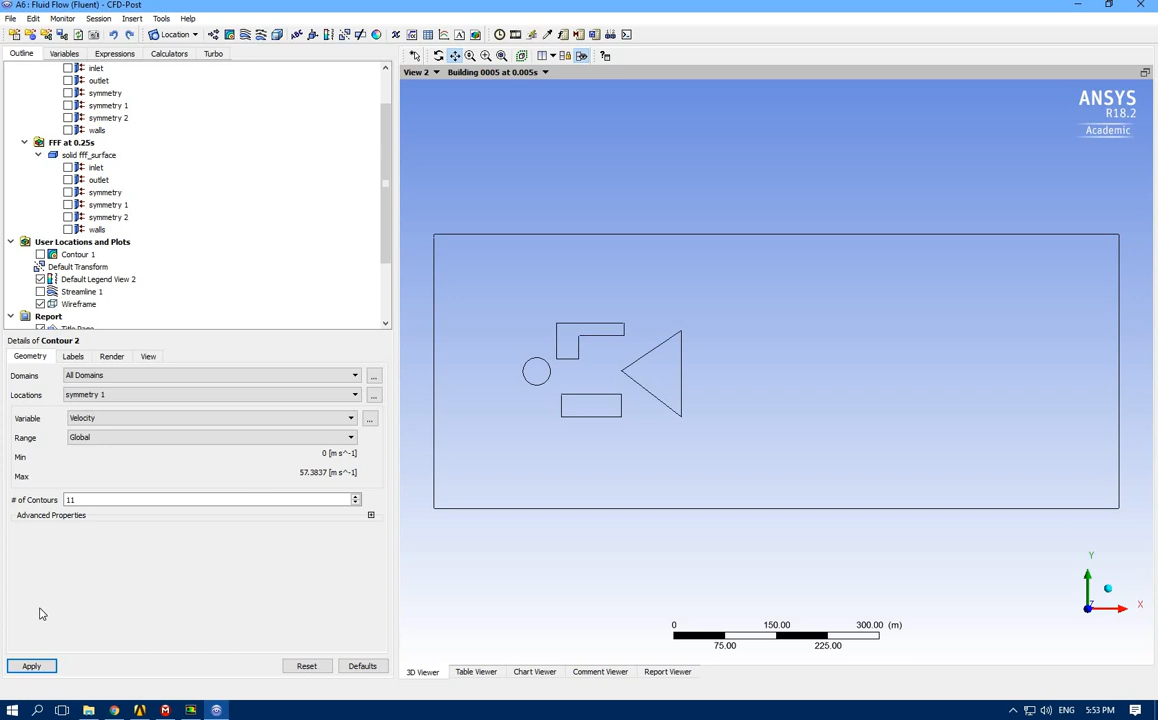 A6 : Fluid Flow (Fluent) - CFD-Post
File Edit Monitor Session Insert Tools Help
Location
Outline Variables Expressions Calculators Turbo
inlet
outlet
symmetry
symmetry 1
symmetry 2
walls
FFF at 0.25s
solid fff_surface
inlet
outlet
symmetry
symmetry 1
symmetry 2
walls
User Locations and Plots
Contour 1
Default Transform
Default Legend View 2
Streamline 1
Wireframe
Report
Title Page
Details of Contour 2
Geometry Labels Render View
Domains All Domains ...
Locations symmetry 1 ...
Variable Velocity ...
Range Global
Min 0 [m s^-1]
Max 57.3837 [m s^-1]
# of Contours 11
Advanced Properties
Apply Reset Defaults
View 2 Building 0005 at 0.005s
ANSYS
R18.2
Academic
Y
X
Z
0 150.00 300.00 (m)
75.00 225.00
3D Viewer Table Viewer Chart Viewer Comment Viewer Report Viewer
ENG 5:53 PM